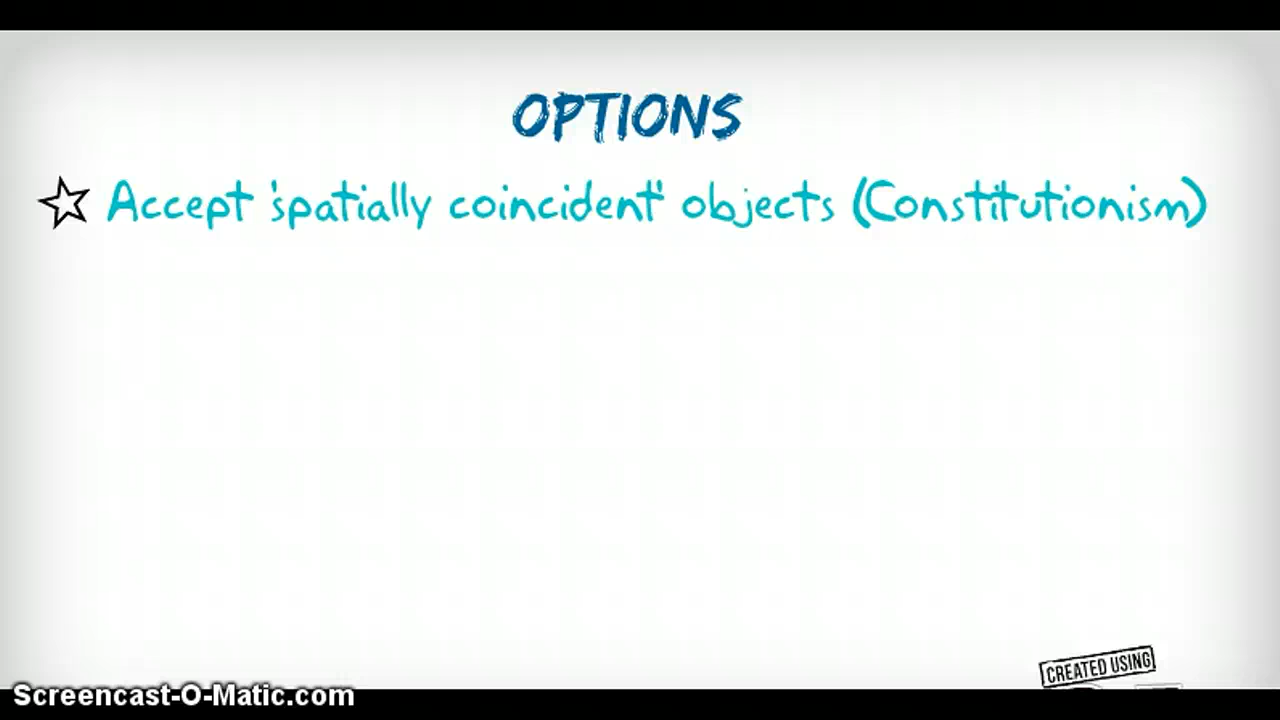 OPTIONS
Accept 'spatially coincident' objects (Constitutionism)
CREATED USING
Screencast-O-Matic.com